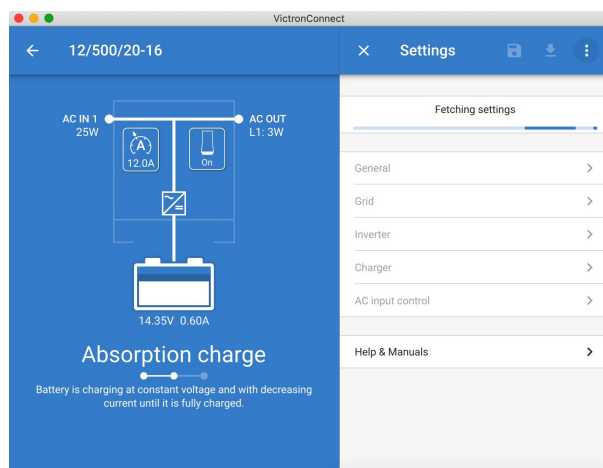 VictronConnect
12/500/20-16
AC IN 1
25W
AC OUT
L1: 3W
A
12.0A
On
14.35V 0.60A
Absorption charge
Battery is charging at constant voltage and with decreasing
current until it is fully charged.
Settings
Fetching settings
General
Grid
Inverter
Charger
AC input control
Help & Manuals